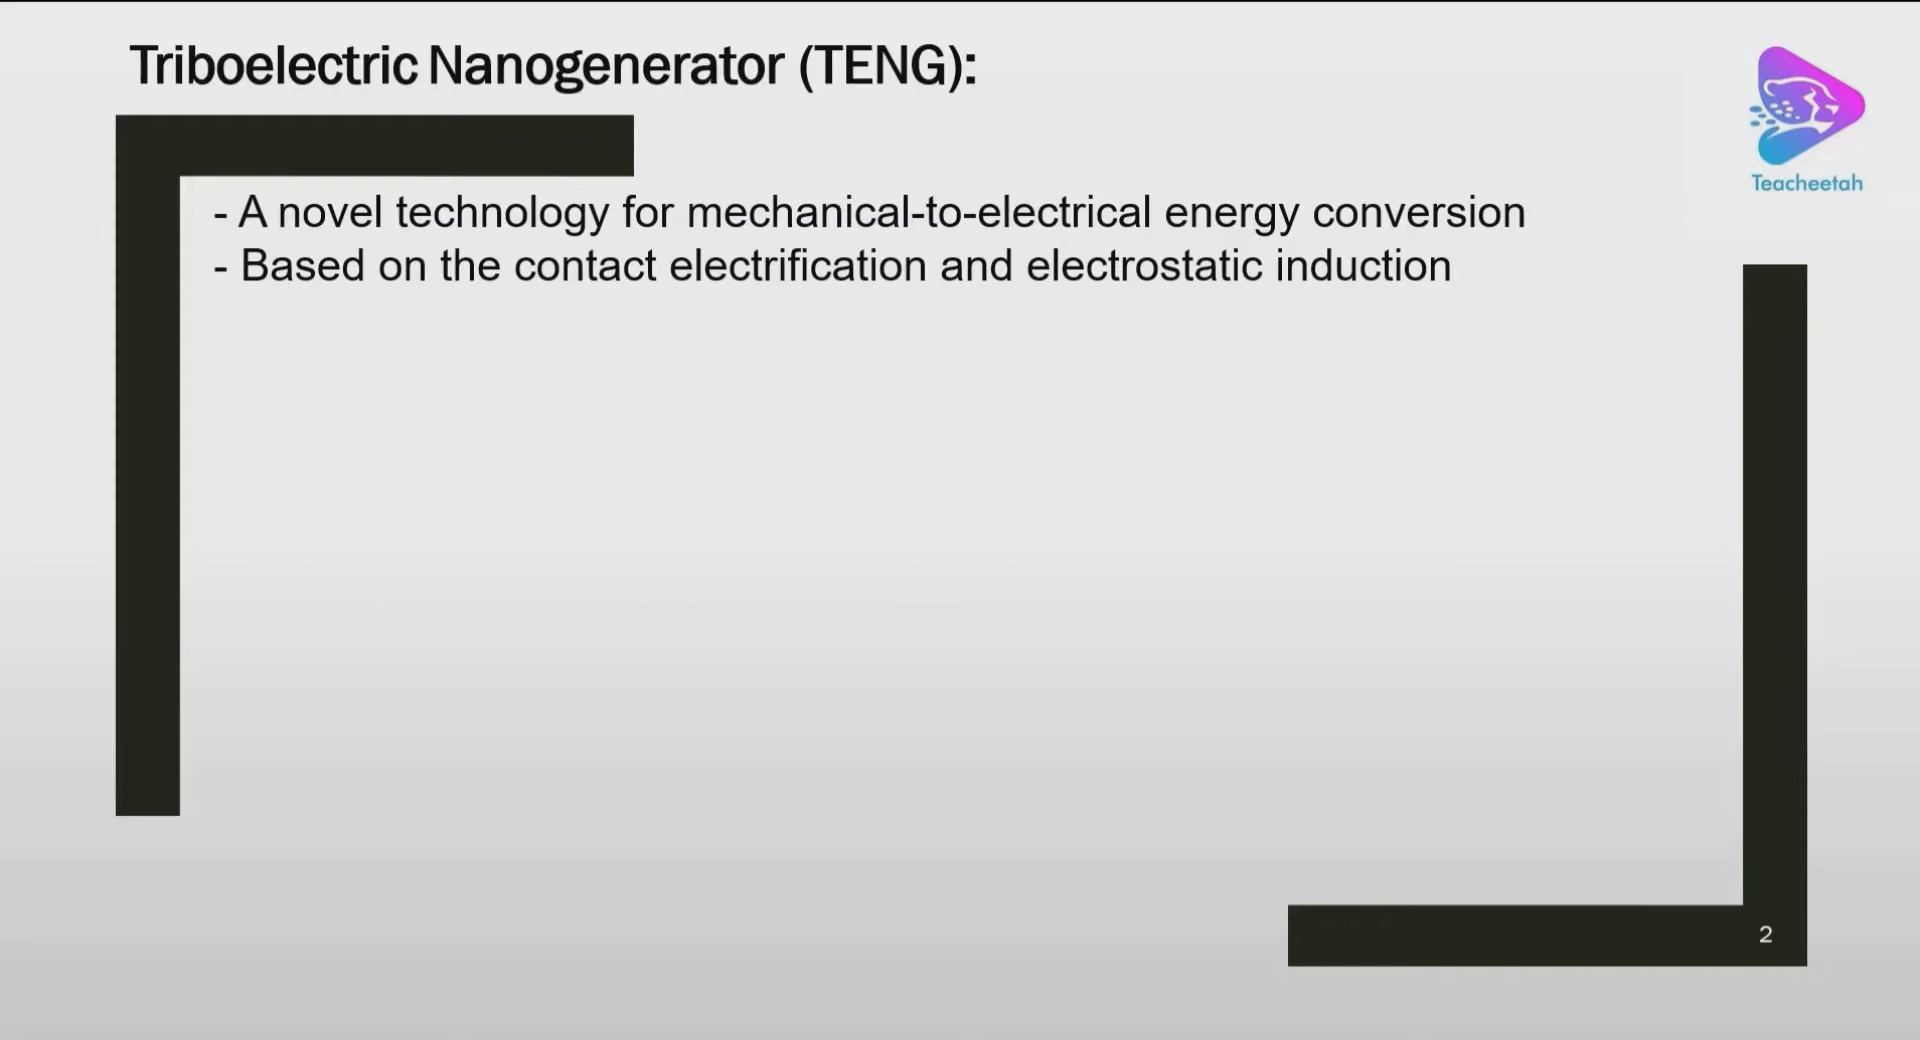 Triboelectric Nanogenerator (TENG):
Teacheetah
- A novel technology for mechanical-to-electrical energy conversion
- Based on the contact electrification and electrostatic induction
2